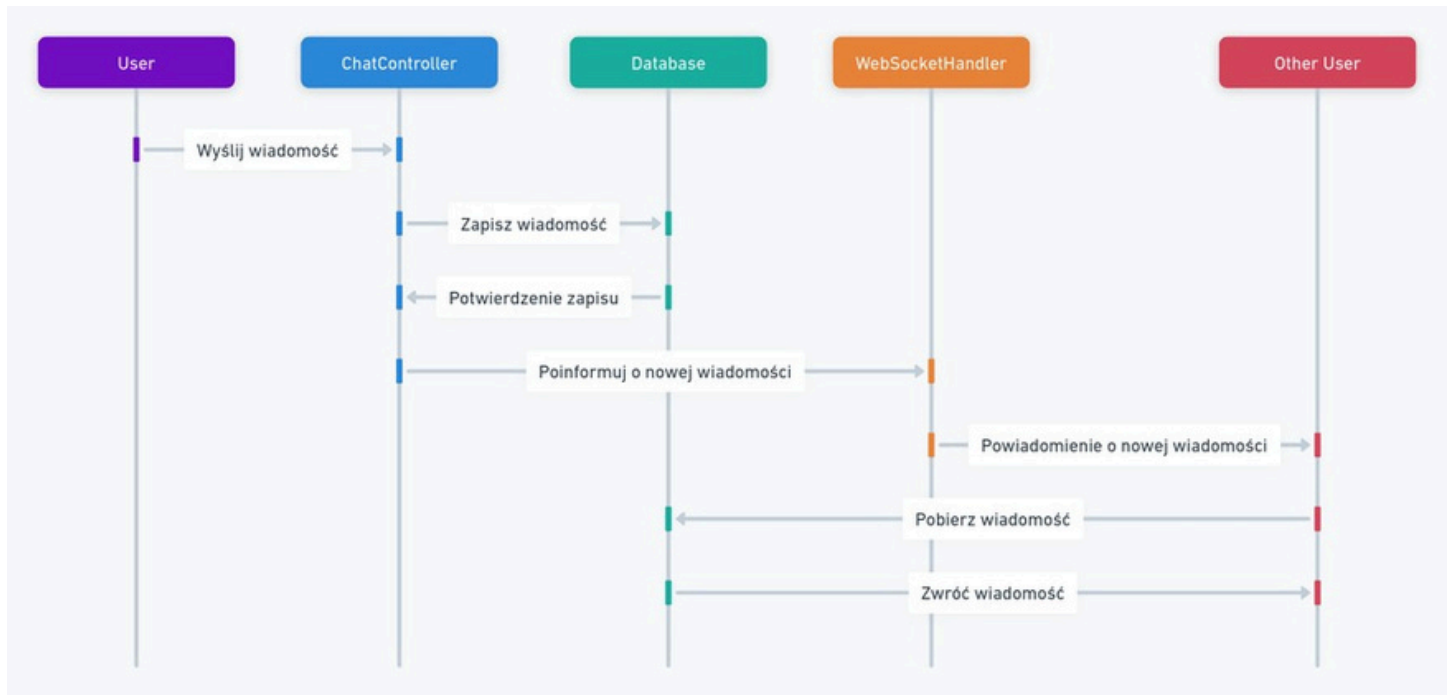 User
ChatController
Database
WebSocketHandler
Other User
Wyślij wiadomość
Zapisz wiadomość
Potwierdzenie zapisu
Poinformuj o nowej wiadomości
Powiadomienie o nowej wiadomości
Pobierz wiadomość
Zwróć wiadomość